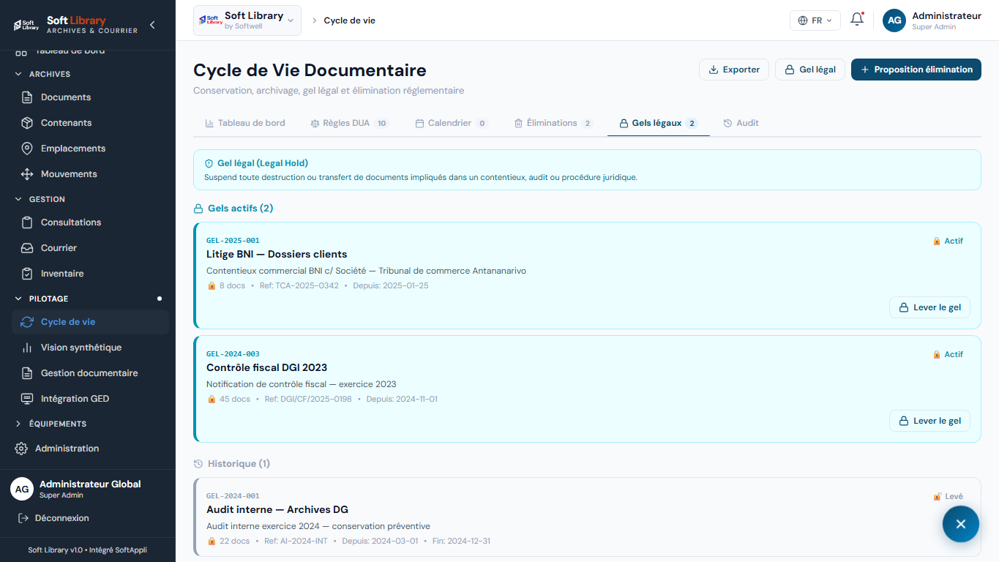 Soft Library
Soft Library
ARCHIVES & COURRIER
Tableau de bord
ARCHIVES
Documents
Contenants
Emplacements
Mouvements
GESTION
Consultations
Courrier
Inventaire
PILOTAGE
Cycle de vie
Vision synthétique
Gestion documentaire
Intégration GED
ÉQUIPEMENTS
Administration
AG
Administrateur Global
Super Admin
Déconnexion
Soft Library v1.0 • Intégré SoftAppli
Soft Library
Soft Library
by Softwell
Cycle de vie
FR
AG
Administrateur
Super Admin
Cycle de Vie Documentaire
Conservation, archivage, gel légal et élimination réglementaire
Exporter
Gel légal
+ Proposition élimination
Tableau de bord
Règles DUA 10
Calendrier 0
Éliminations 2
Gels légaux 2
Audit
Gel légal (Legal Hold)
Suspend toute destruction ou transfert de documents impliqués dans un contentieux, audit ou procédure juridique.
Gels actifs (2)
GEL-2025-001
Actif
Litige BNI — Dossiers clients
Contentieux commercial BNI c/ Société — Tribunal de commerce Antananarivo
8 docs • Ref: TCA-2025-0342 • Depuis: 2025-01-25
Lever le gel
GEL-2024-003
Actif
Contrôle fiscal DGI 2023
Notification de contrôle fiscal — exercice 2023
45 docs • Ref: DGI/CF/2025-0198 • Depuis: 2024-11-01
Lever le gel
Historique (1)
GEL-2024-001
Levé
Audit interne — Archives DG
Audit interne exercice 2024 — conservation préventive
22 docs • Ref: AI-2024-INT • Depuis: 2024-03-01 • Fin: 2024-12-31